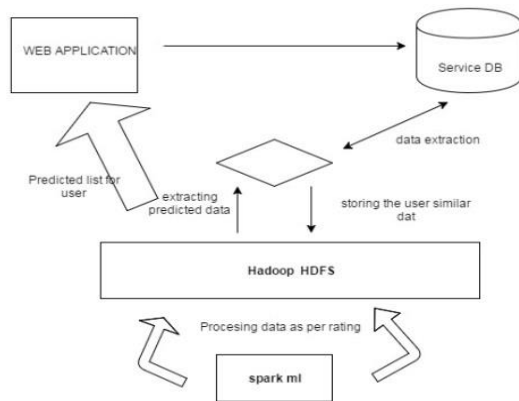 WEB APPLICATION
Service DB
data extraction
Predicted list for
user
extracting
predicted data
storing the user similar
dat
Hadoop HDFS
Procesing data as per rating
spark ml